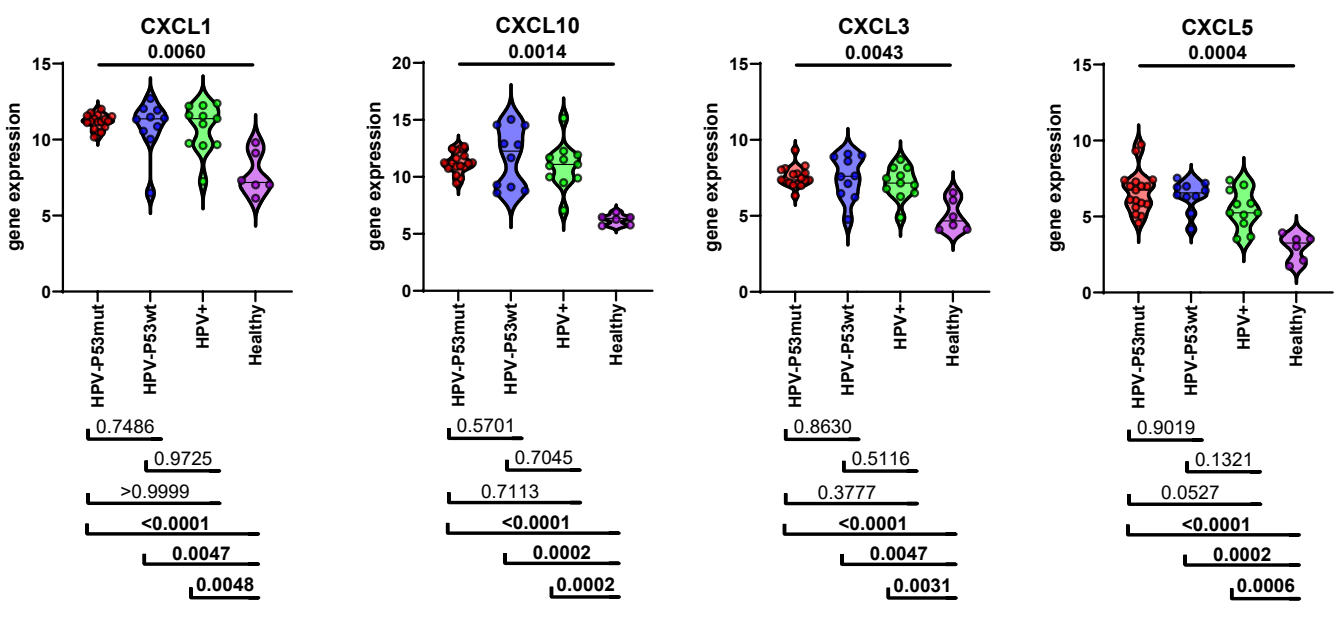 CXCL1
0.0060
15
10
5
0
gene expression
HPV-P53mut
HPV-P53wt
HPV+
Healthy
0.7486
0.9725
>0.9999
<0.0001
0.0047
0.0048
CXCL10
0.0014
20
15
10
5
0
gene expression
HPV-P53mut
HPV-P53wt
HPV+
Healthy
0.5701
0.7045
0.7113
<0.0001
0.0002
0.0002
CXCL3
0.0043
15
10
5
0
gene expression
HPV-P53mut
HPV-P53wt
HPV+
Healthy
0.8630
0.5116
0.3777
<0.0001
0.0047
0.0031
CXCL5
0.0004
15
10
5
0
gene expression
HPV-P53mut
HPV-P53wt
HPV+
Healthy
0.9019
0.1321
0.0527
<0.0001
0.0002
0.0006